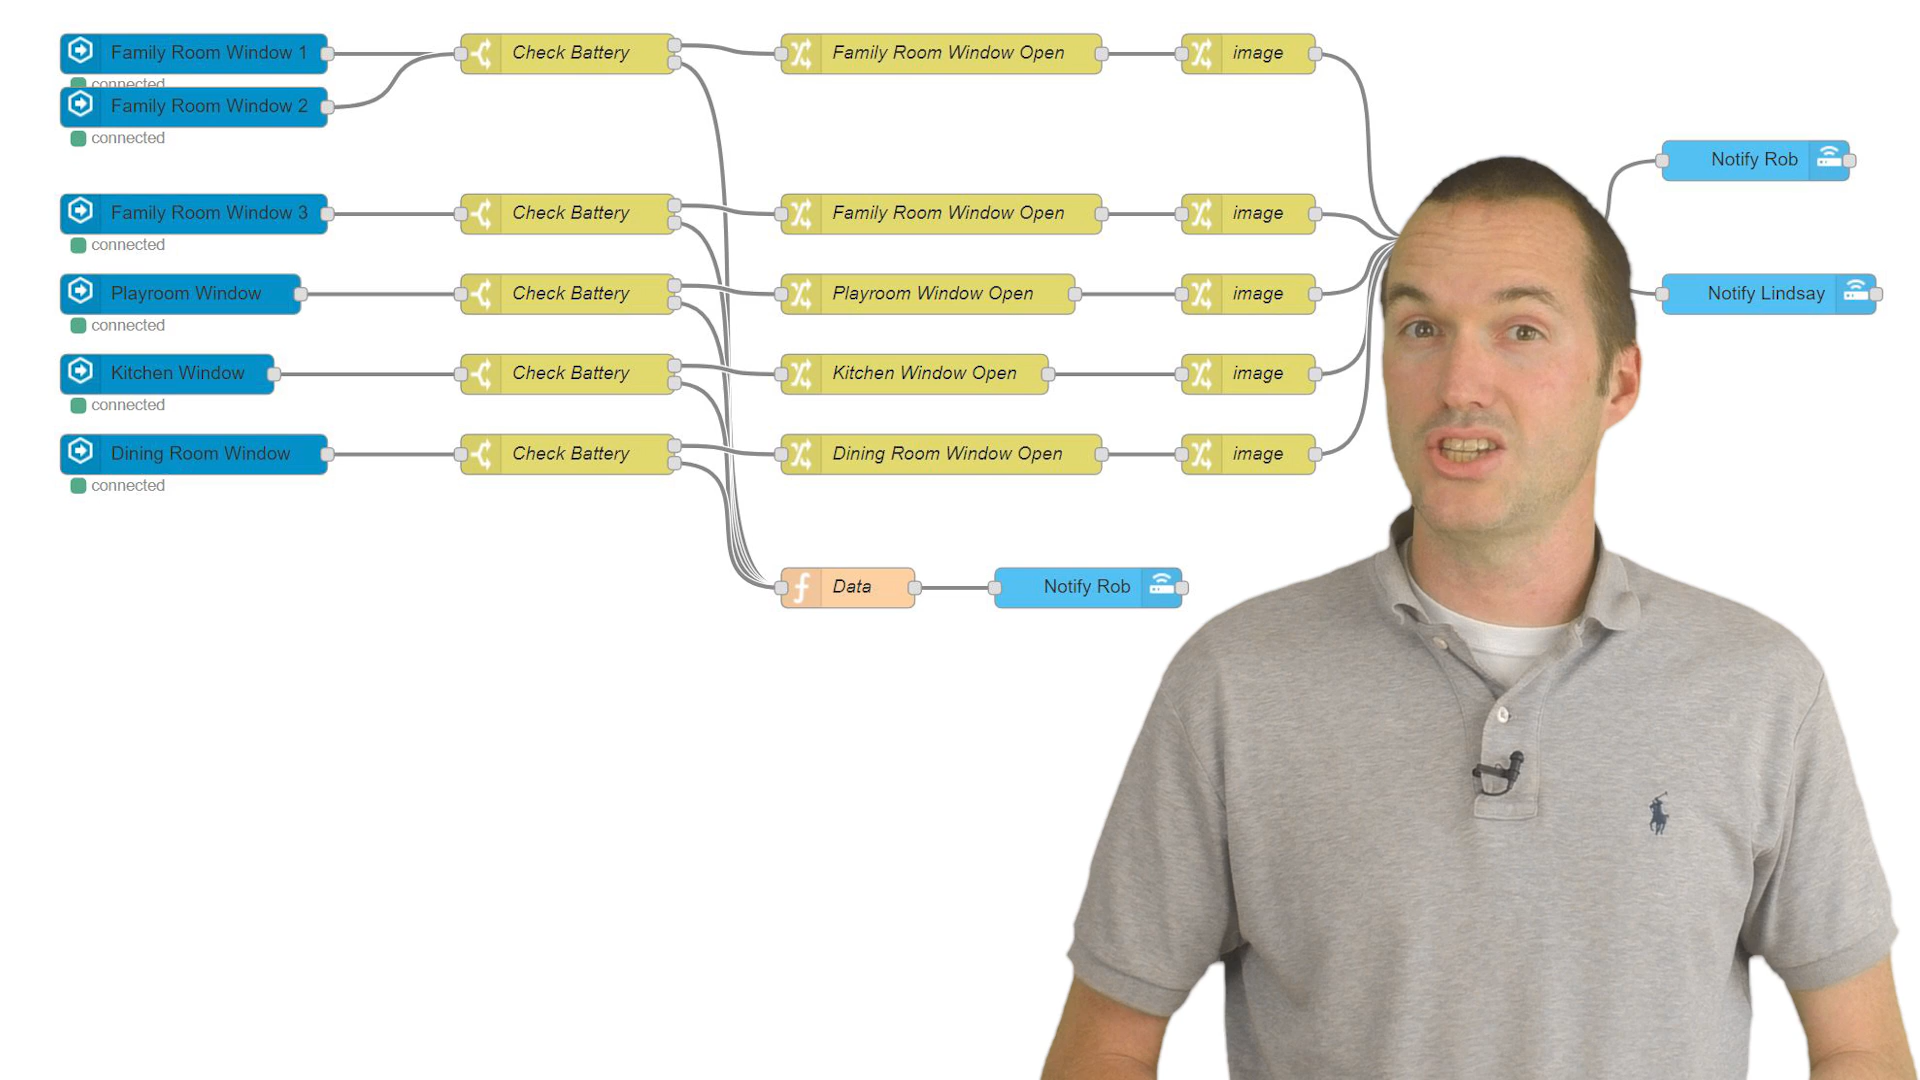 Family Room Window 1
connected
Check Battery
Family Room Window Open
image
Family Room Window 2
connected
Notify Rob
Family Room Window 3
connected
Check Battery
Family Room Window Open
image
Playroom Window
connected
Check Battery
Playroom Window Open
image
Notify Lindsay
Kitchen Window
connected
Check Battery
Kitchen Window Open
image
Dining Room Window
connected
Check Battery
Dining Room Window Open
image
Data
Notify Rob